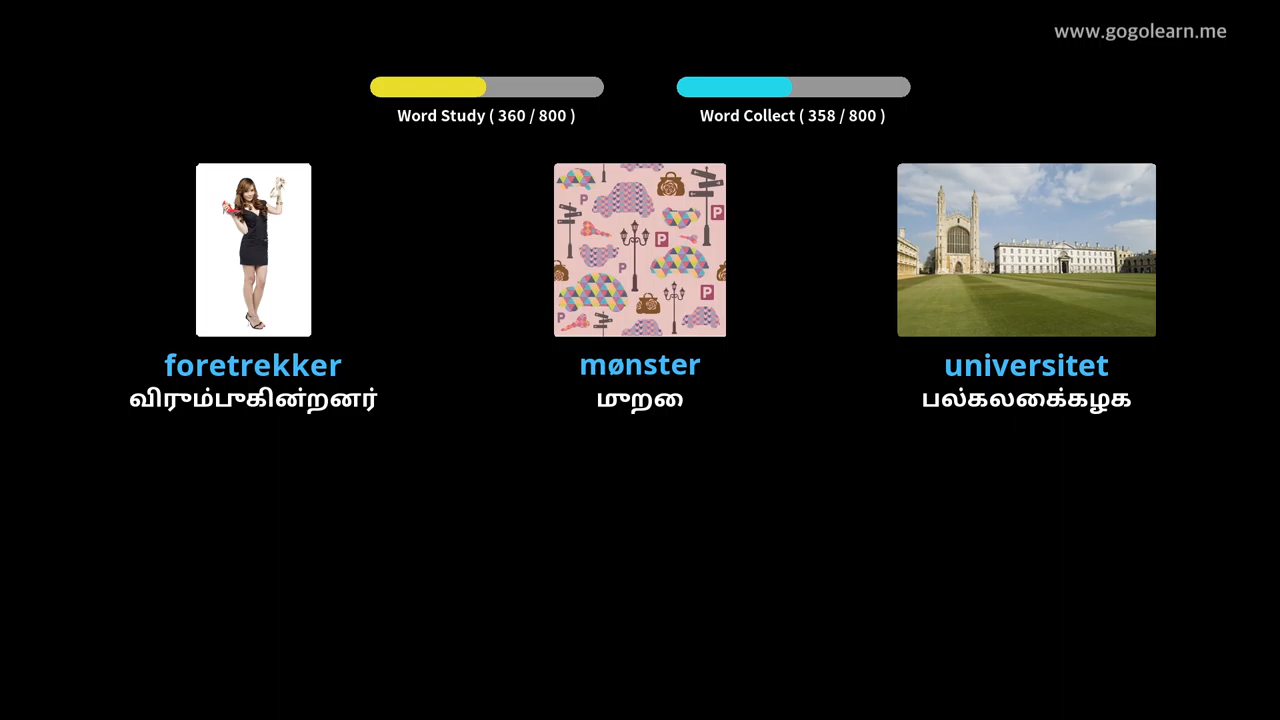 www.gogolearn.me
Word Study ( 360 / 800 )
Word Collect ( 358 / 800 )
foretrekker
விரும்புகின்றனர்
mønster
முறை
universitet
பல்கலைக்கழக